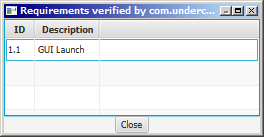 Requirements verified by com.underc...
ID Description
1.1 GUI Launch
Close